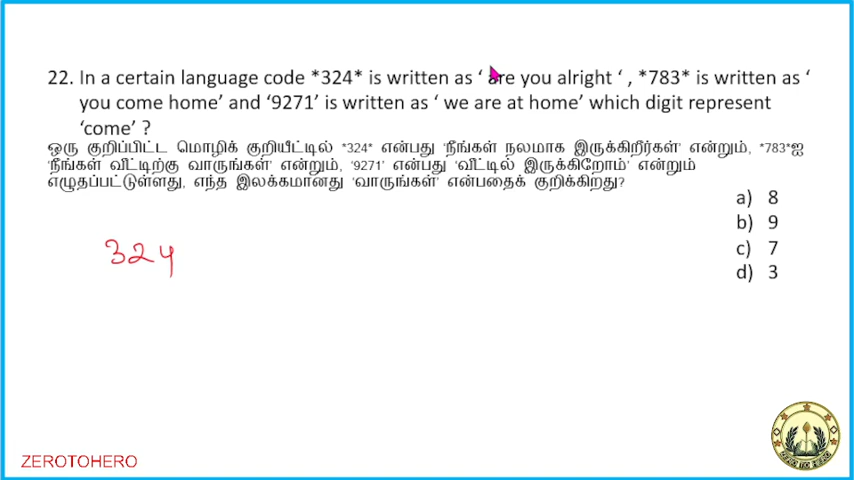 22. In a certain language code *324* is written as ‘ are you alright ‘ , *783* is written as ‘
you come home’ and ‘9271’ is written as ‘ we are at home’ which digit represent
‘come’ ?
ஒரு குறிப்பிட்ட மொழிக் குறியீட்டில் *324* என்பது ‘நீங்கள் நலமாக இருக்கிறீர்கள்’ என்றும், *783*ஐ
‘நீங்கள் வீட்டிற்கு வாருங்கள்’ என்றும், ‘9271’ என்பது ‘வீட்டில் இருக்கிறோம்’ என்றும்
எழுதப்பட்டுள்ளது, எந்த இலக்கமானது ‘வாருங்கள்’ என்பதைக் குறிக்கிறது?
a) 8
b) 9
c) 7
d) 3
324
ZEROTOHERO